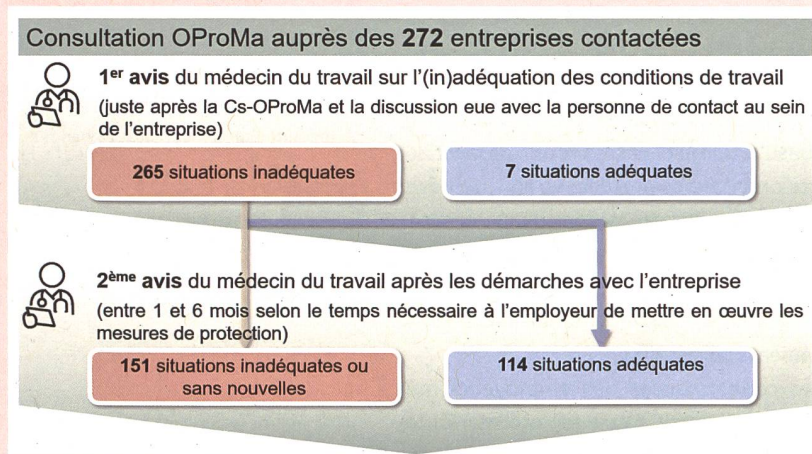 Consultation OProMa auprès des 272 entreprises contactées
1er avis du médecin du travail sur l'(in)adéquation des conditions de travail
(juste après la Cs-OProMa et la discussion eue avec la personne de contact au sein
de l'entreprise)
265 situations inadéquates
7 situations adéquates
2ème avis du médecin du travail après les démarches avec l'entreprise
(entre 1 et 6 mois selon le temps nécessaire à l'employeur de mettre en œuvre les
mesures de protection)
151 situations inadéquates ou
sans nouvelles
114 situations adéquates